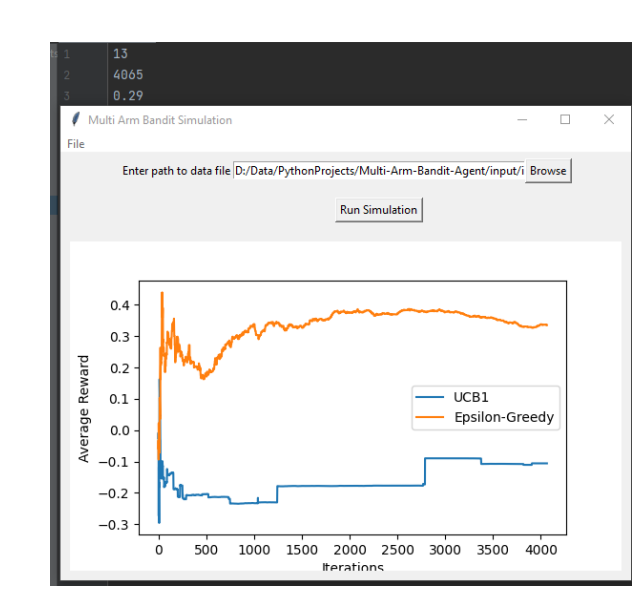 1 13
2 4065
3 0.29
Multi Arm Bandit Simulation
File
Enter path to data file D:/Data/PythonProjects/Multi-Arm-Bandit-Agent/input/i Browse
Run Simulation
0.4
0.3
0.2
0.1
0.0
−0.1
−0.2
−0.3
Average Reward
UCB1
Epsilon-Greedy
0 500 1000 1500 2000 2500 3000 3500 4000
Iterations